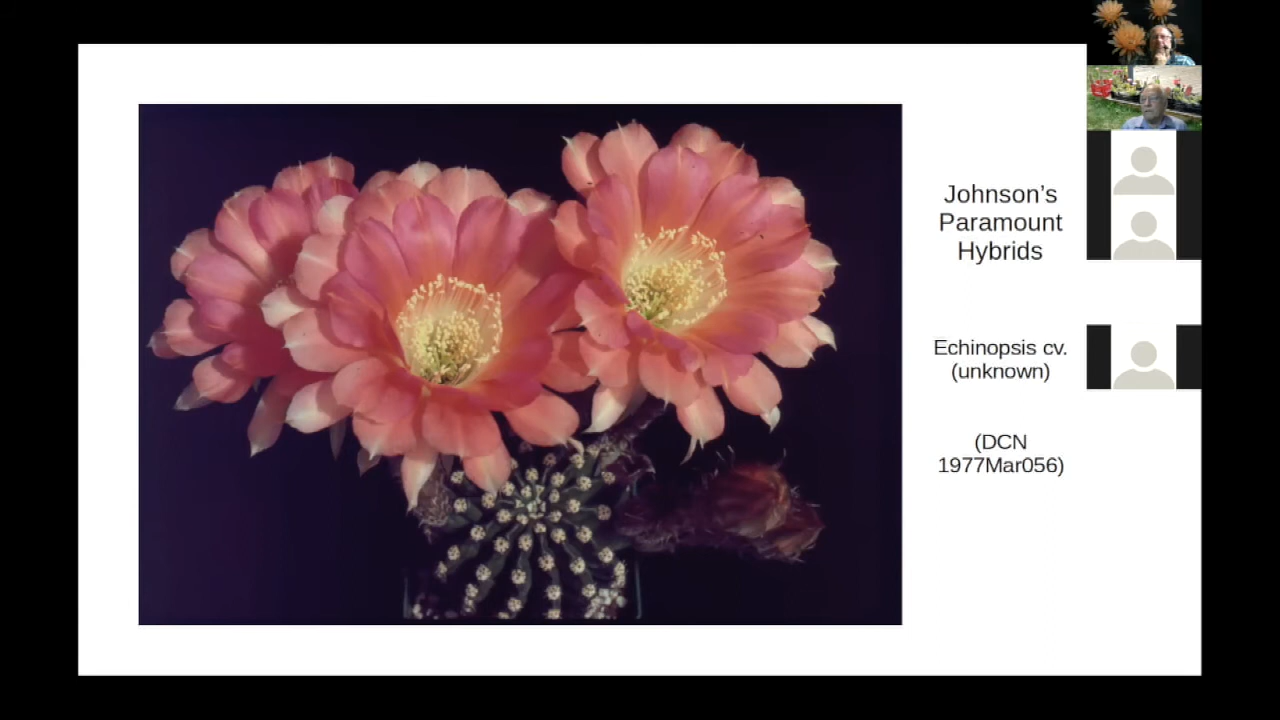 Johnson’s
Paramount
Hybrids
Echinopsis cv.
(unknown)
(DCN
1977Mar056)